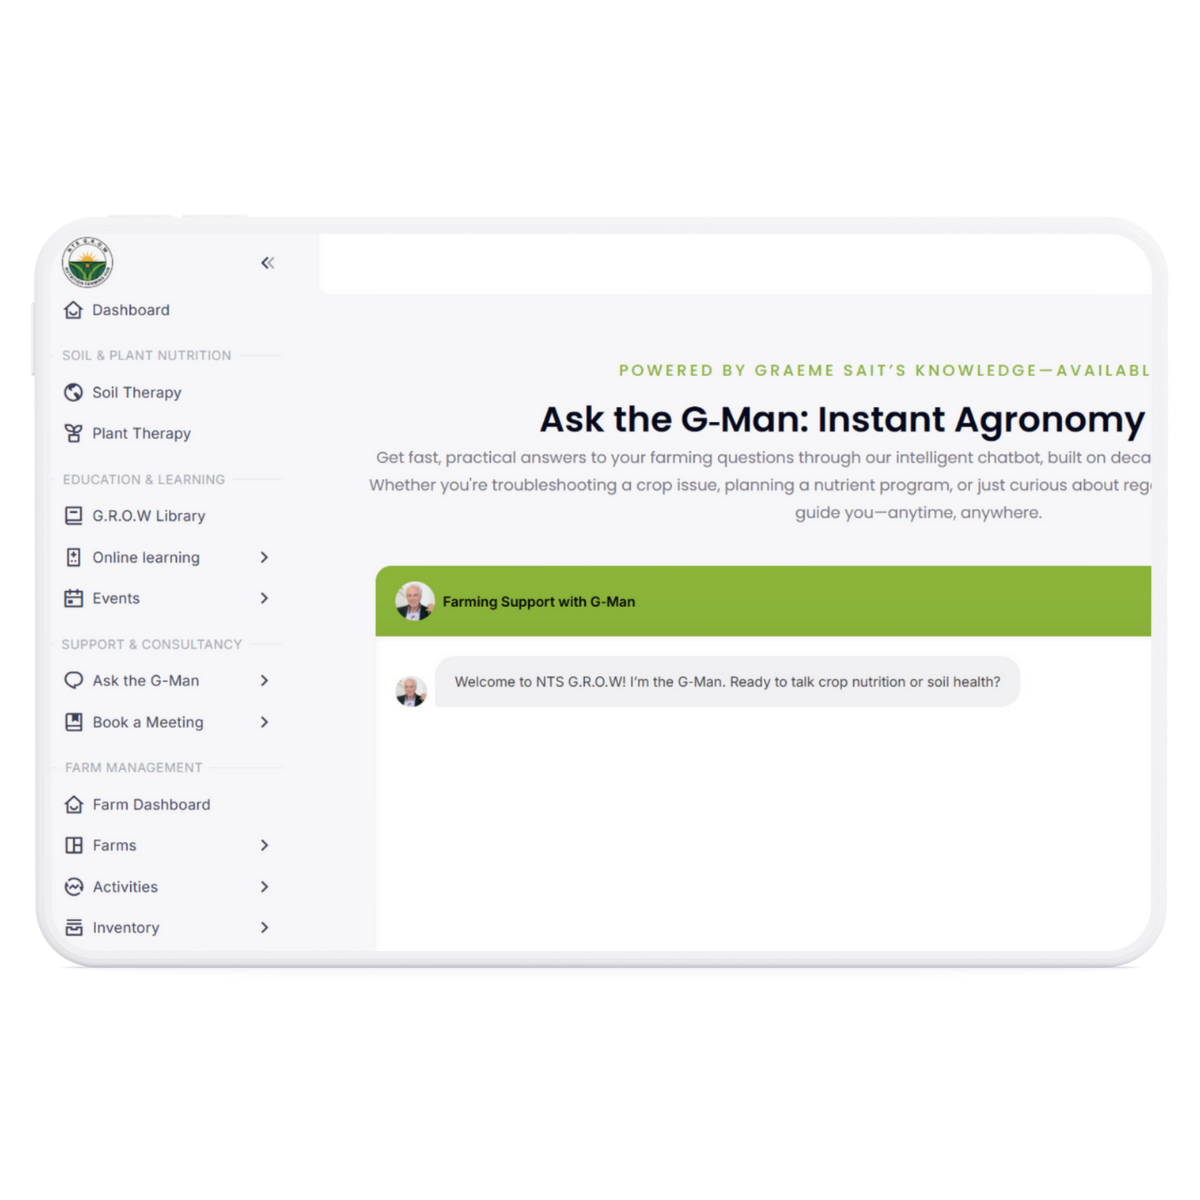 NTS G.R.O.W
Dashboard
SOIL & PLANT NUTRITION
Soil Therapy
Plant Therapy
EDUCATION & LEARNING
G.R.O.W Library
Online learning
Events
SUPPORT & CONSULTANCY
Ask the G-Man
Book a Meeting
FARM MANAGEMENT
Farm Dashboard
Farms
Activities
Inventory
POWERED BY GRAEME SAIT'S KNOWLEDGE—AVAILABL
Ask the G-Man: Instant Agronomy
Get fast, practical answers to your farming questions through our intelligent chatbot, built on deca
Whether you're troubleshooting a crop issue, planning a nutrient program, or just curious about reg
guide you—anytime, anywhere.
Farming Support with G-Man
Welcome to NTS G.R.O.W! I'm the G-Man. Ready to talk crop nutrition or soil health?